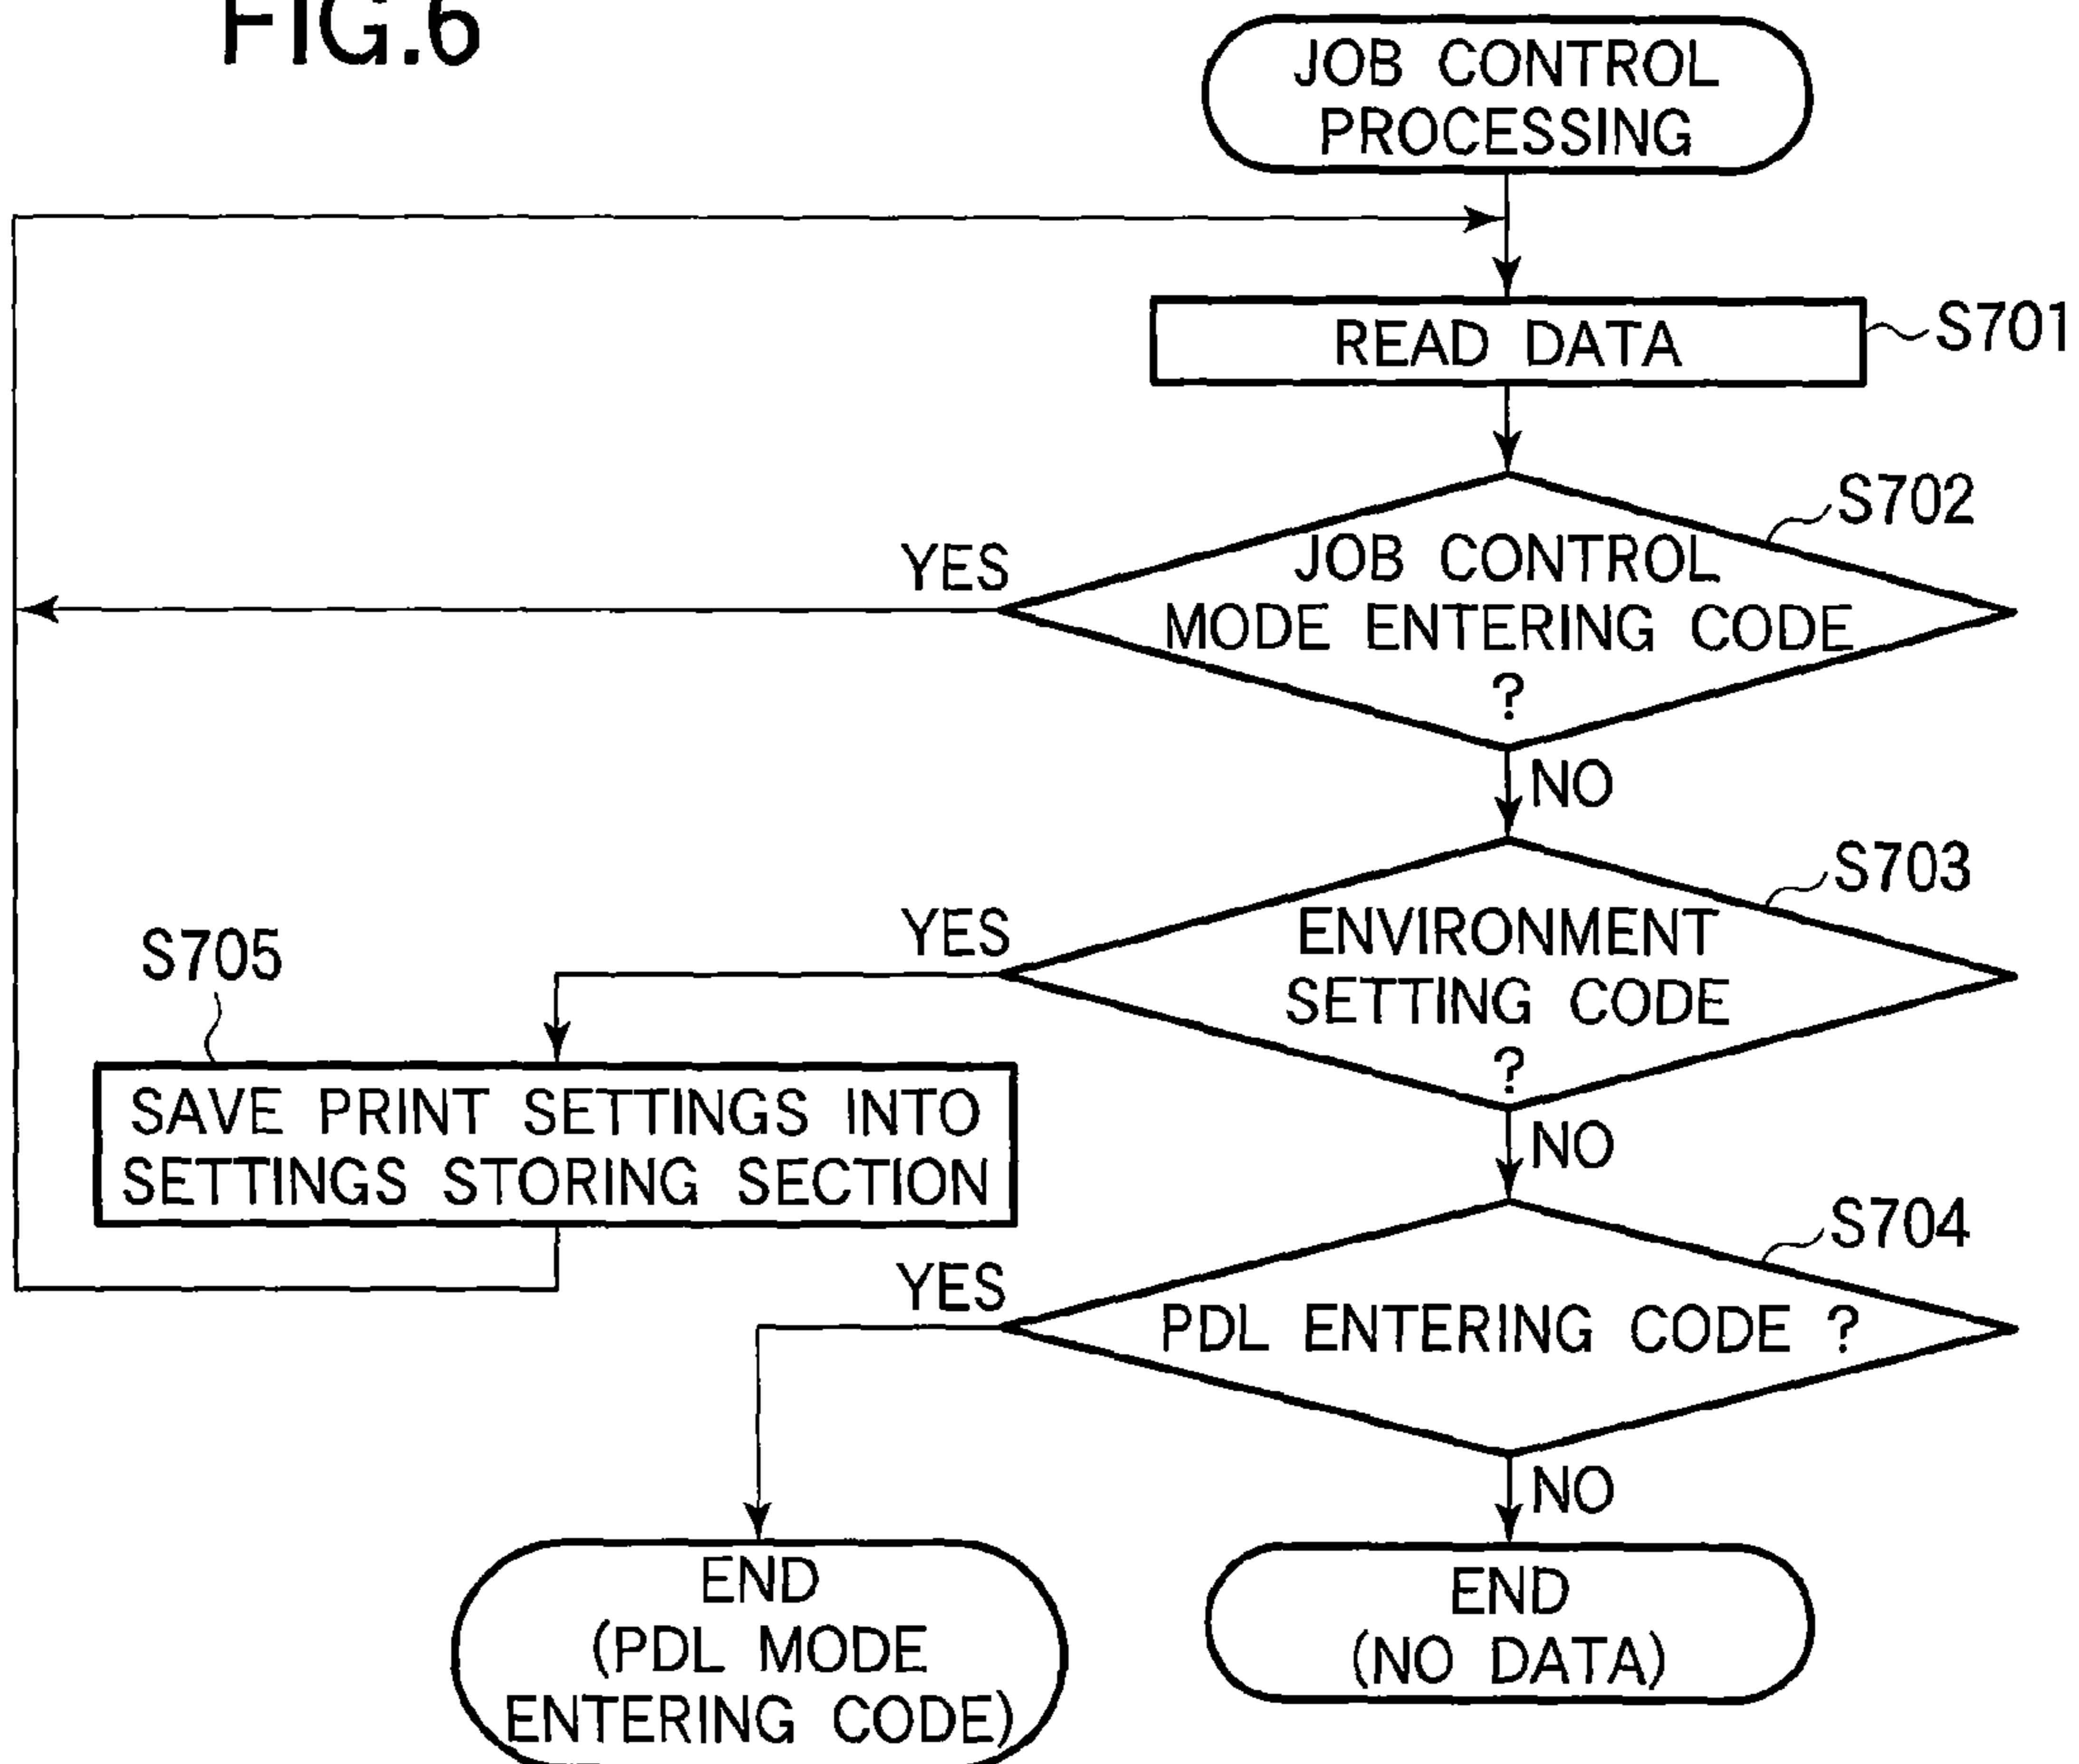 FIG.6
JOB CONTROL
PROCESSING
READ DATA
S701
S702
YES
JOB CONTROL
MODE ENTERING CODE
?
NO
S703
YES
ENVIRONMENT
SETTING CODE
?
NO
S705
SAVE PRINT SETTINGS INTO
SETTINGS STORING SECTION
S704
YES
PDL ENTERING CODE ?
NO
END
(PDL MODE
ENTERING CODE)
END
(NO DATA)